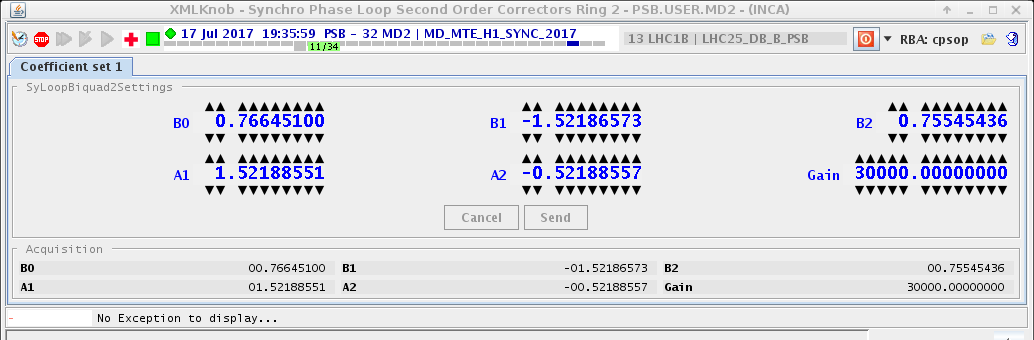 XMLKnob - Synchro Phase Loop Second Order Correctors Ring 2 - PSB.USER.MD2 - (INCA)
STOP 17 Jul 2017 19:35:59 PSB - 32 MD2 | MD_MTE_H1_SYNC_2017 13 LHC1B | LHC25_DB_B_PSB RBA: cpsop
11/34
Coefficient set 1
SyLoopBiquad2Settings
B0 0.76645100 B1 -1.52186573 B2 0.75545436
A1 1.52188551 A2 -0.52188557 Gain 30000.00000000
Cancel Send
Acquisition
B0 00.76645100 B1 -01.52186573 B2 00.75545436
A1 01.52188551 A2 -00.52188557 Gain 30000.00000000
- No Exception to display...